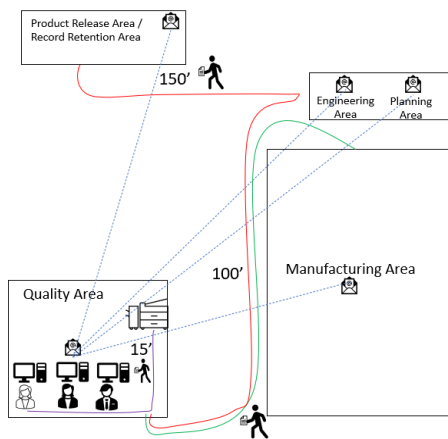 Product Release Area /
Record Retention Area
150’
Engineering
Area
Planning
Area
100’
Manufacturing Area
Quality Area
15’